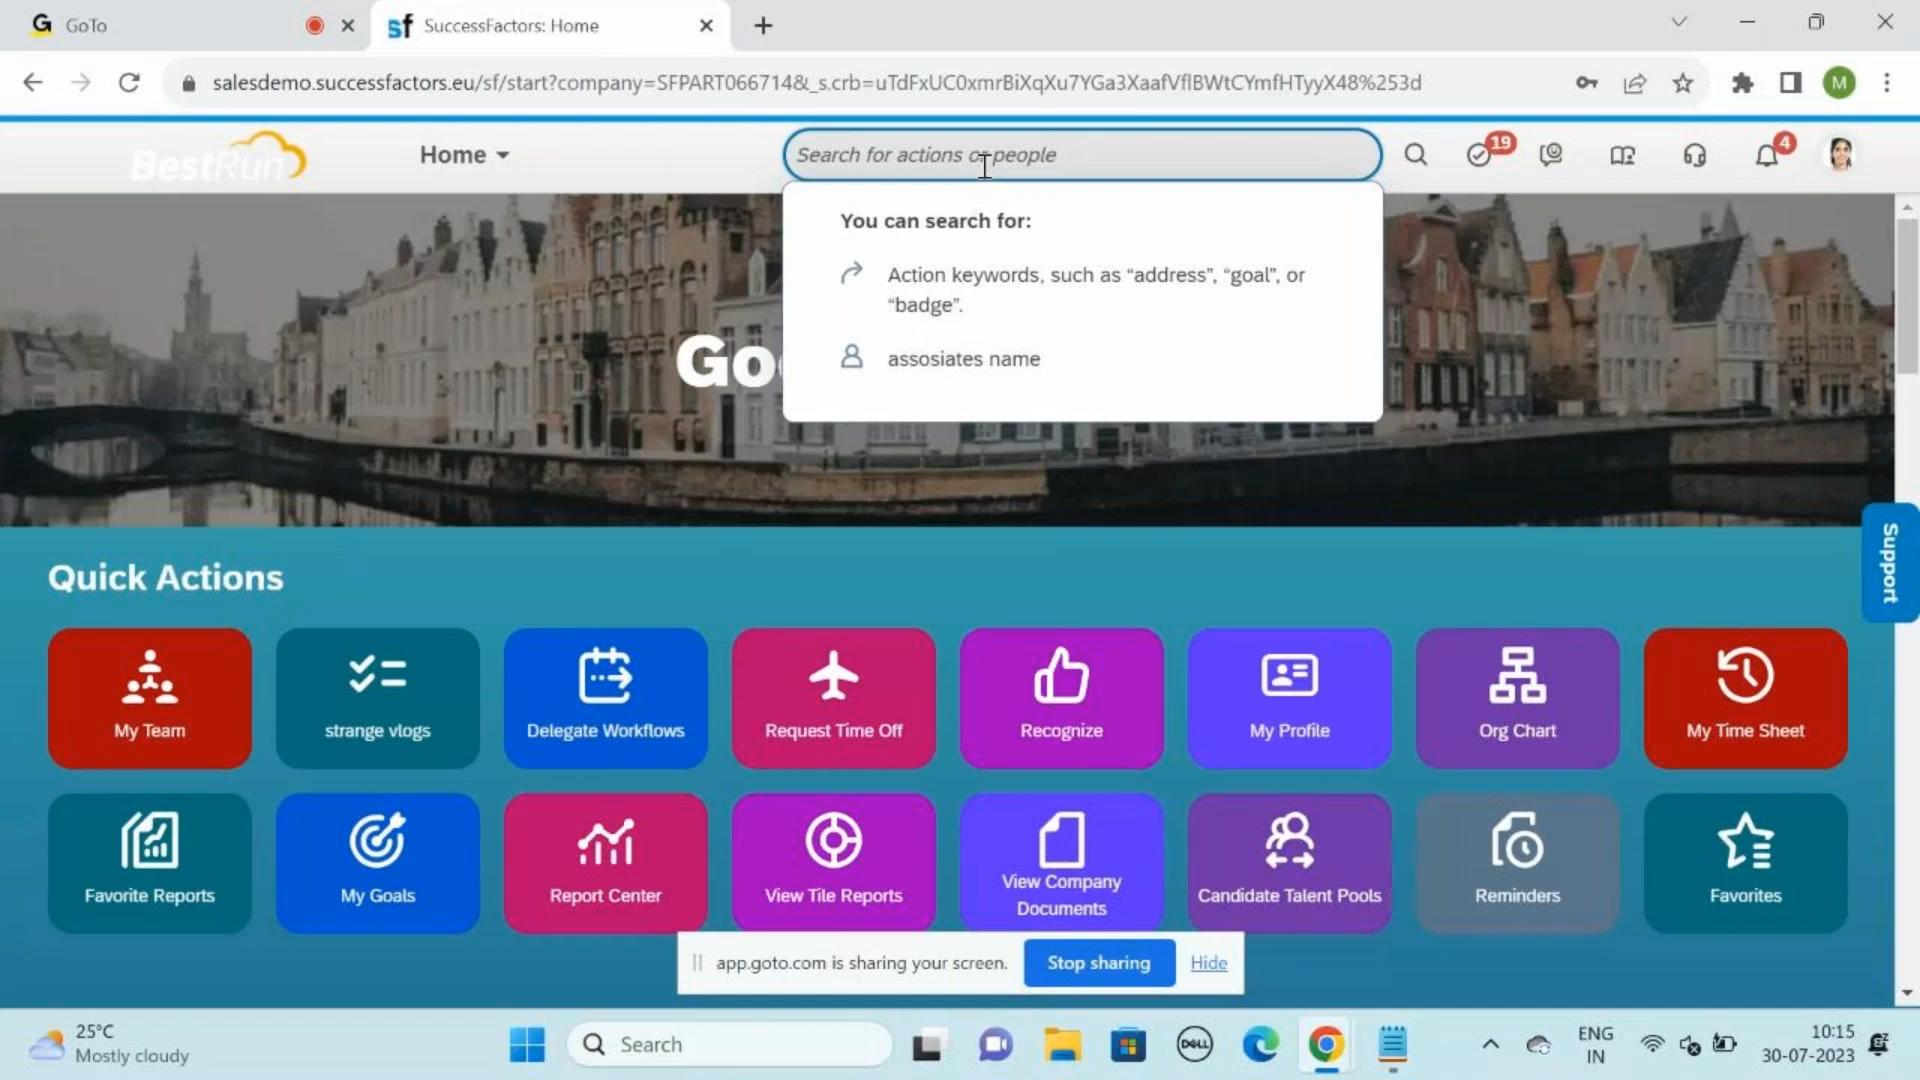 GoTo
SuccessFactors: Home
salesdemo.successfactors.eu/sf/start?company=SFPART066714&_s.crb=uTdFxUC0xmrBiXqXu7YGa3XaafVflBWtCYmfHTyyX48%253d
M
BestRun
Home
Search for actions or people
19
4
You can search for:
Action keywords, such as “address”, “goal”, or
“badge”.
assosiates name
Go
Support
Quick Actions
My Team
strange vlogs
Delegate Workflows
Request Time Off
Recognize
My Profile
Org Chart
My Time Sheet
Favorite Reports
My Goals
Report Center
View Tile Reports
View Company
Documents
Candidate Talent Pools
Reminders
Favorites
app.goto.com is sharing your screen.
Stop sharing
Hide
25°C
Mostly cloudy
Search
DELL
ENG
IN
10:15
30-07-2023